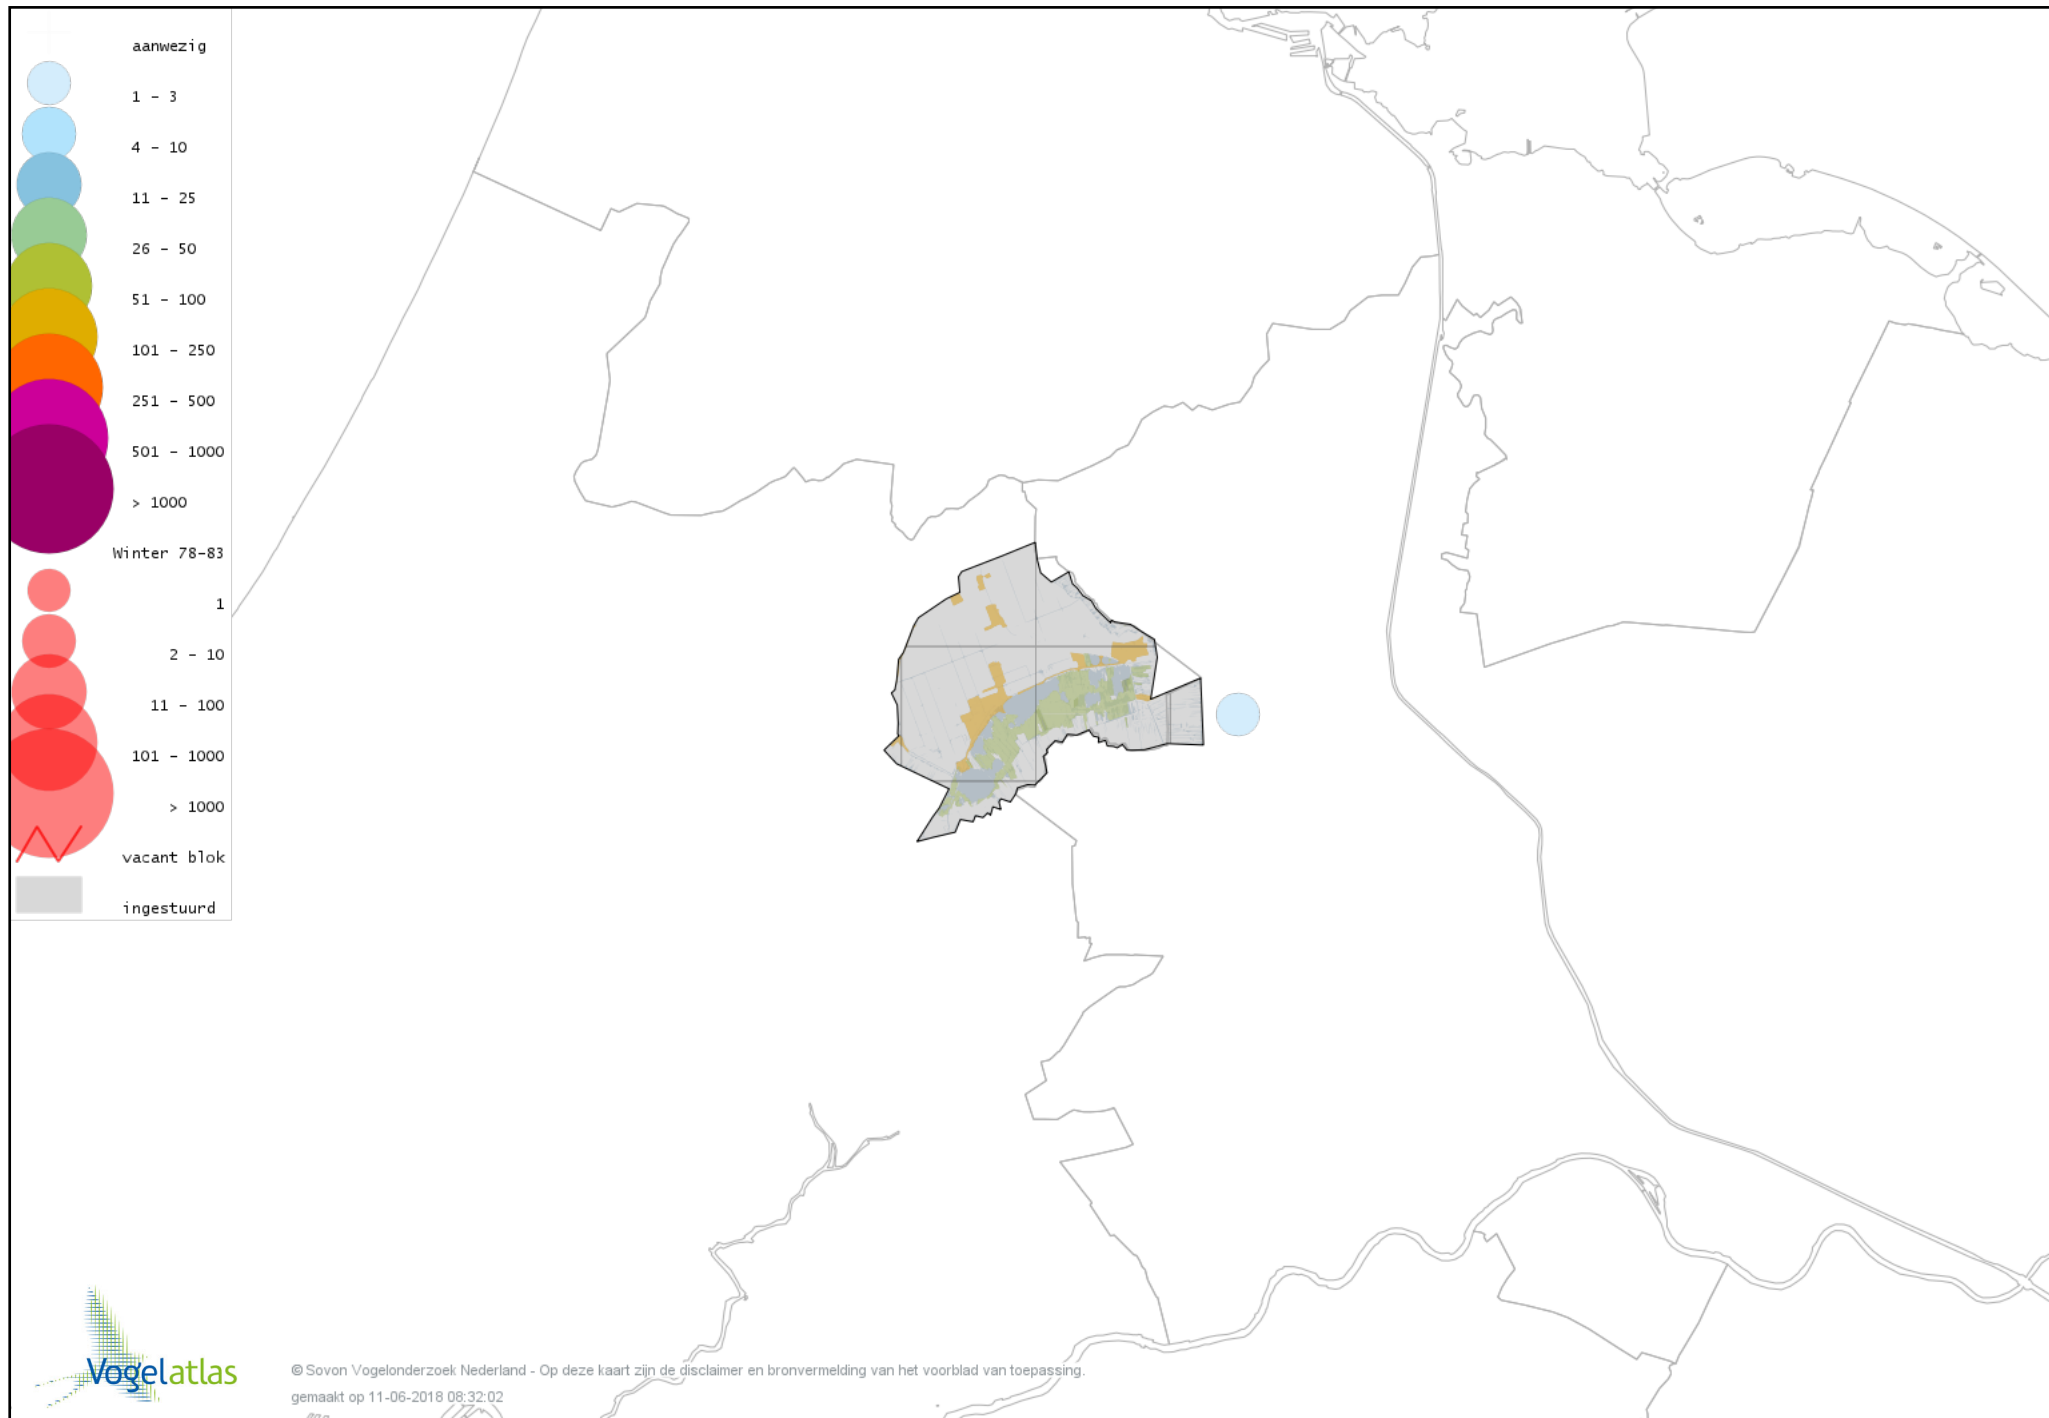 aanwezig
1 - 3
4 - 10
11 - 25
26 - 50
51 - 100
101 - 250
251 - 500
501 - 1000
> 1000
Winter 78-83
1
2 - 10
11 - 100
101 - 1000
> 1000
vacant blok
ingestuurd
Vogelatlas
© Sovon Vogelonderzoek Nederland - Op deze kaart zijn de disclaimer en bronvermelding van het voorblad van toepassing.
gemaakt op 11-06-2018 08:32:02